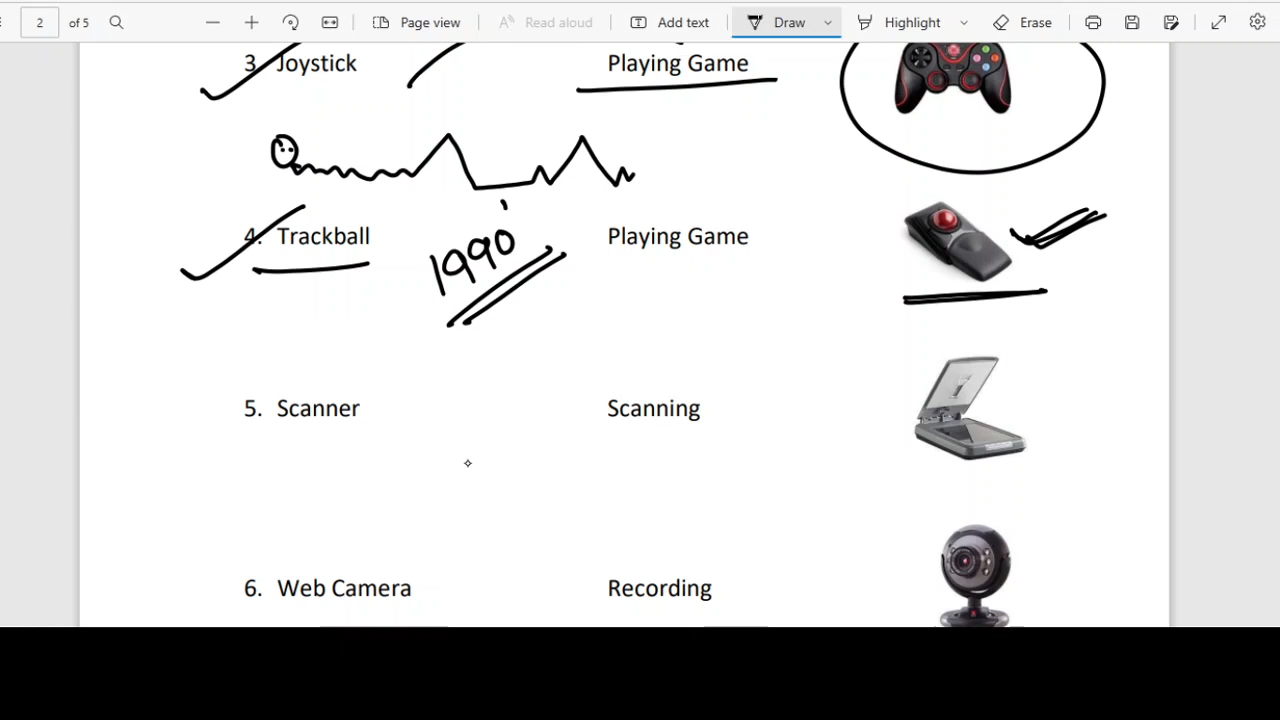 2 of 5 Page view Read aloud Add text Draw Highlight Erase
3. Joystick Playing Game
4. Trackball 1990 Playing Game
5. Scanner Scanning
6. Web Camera Recording